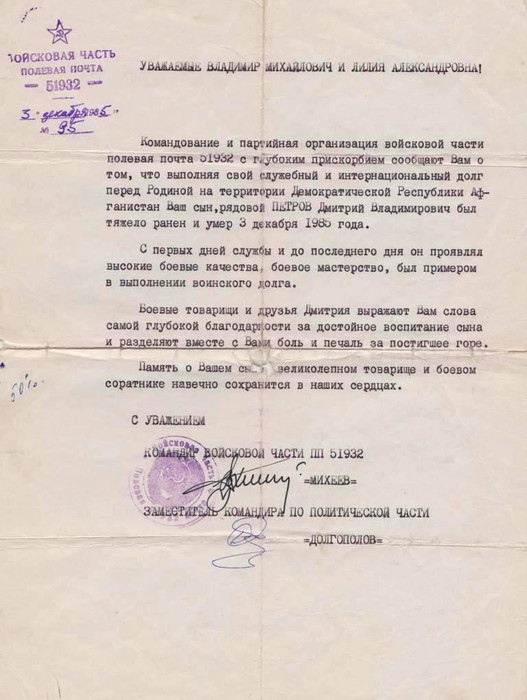 ВОЙСКОВАЯ ЧАСТЬ
ПОЛЕВАЯ ПОЧТА
— 51932 —
3 декабря 1985 г.
№ 95
УВАЖАЕМЫЕ ВЛАДИМИР МИХАЙЛОВИЧ И ЛИЛИЯ АЛЕКСАНДРОВНА!
Командование и партийная организация войсковой части
полевая почта 51932 с глубоким прискорбием сообщают Вам о
том, что выполняя свой служебный и интернациональный долг
перед Родиной на территории Демократической Республики Аф-
ганистан Ваш сын,рядовой ПЕТРОВ Дмитрий Владимирович был
тяжело ранен и умер 3 декабря 1985 года.
С первых дней службы и до последнего дня он проявлял
высокие боевые качества, боевое мастерство, был примером
в выполнении воинского долга.
Боевые товарищи и друзья Дмитрия выражают Вам слова
самой глубокой благодарности за достойное воспитание сына
и разделяют вместе с Вами боль и печаль за постигшее горе.
Память о Вашем великолепном товарище и боевом
соратнике навечно сохранится в наших сердцах.
С УВАЖЕНИЕМ
КОМАНДИР ВОЙСКОВОЙ ЧАСТИ ПП 51932
=МИХЕЕВ=
ЗАМЕСТИТЕЛЬ КОМАНДИРА ПО ПОЛИТИЧЕСКОЙ ЧАСТИ
=ДОЛГОПОЛОВ=